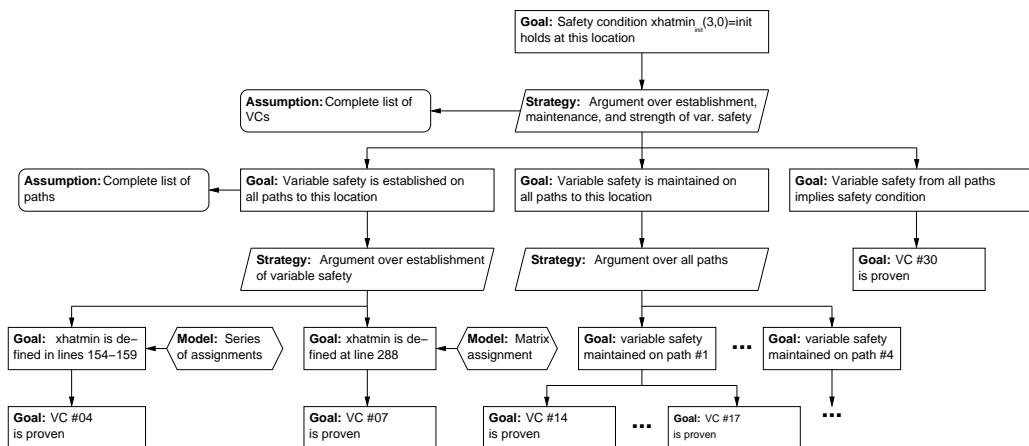 Goal: Safety condition xhatmin_init(3,0)=init
holds at this location
Assumption: Complete list of
VCs
Strategy: Argument over establishment,
maintenance, and strength of var. safety
Assumption: Complete list of
paths
Goal: Variable safety is established on
all paths to this location
Goal: Variable safety is maintained on
all paths to this location
Goal: Variable safety from all paths
implies safety condition
Strategy: Argument over establishment
of variable safety
Strategy: Argument over all paths
Goal: VC #30
is proven
Goal: xhatmin is de–
fined in lines 154–159
Model: Series
of assignments
Goal: xhatmin is de–
fined at line 288
Model: Matrix
assignment
Goal: variable safety
maintained on path #1
...
Goal: variable safety
maintained on path #4
Goal: VC #04
is proven
Goal: VC #07
is proven
Goal: VC #14
is proven
...
Goal: VC #17
is proven
...